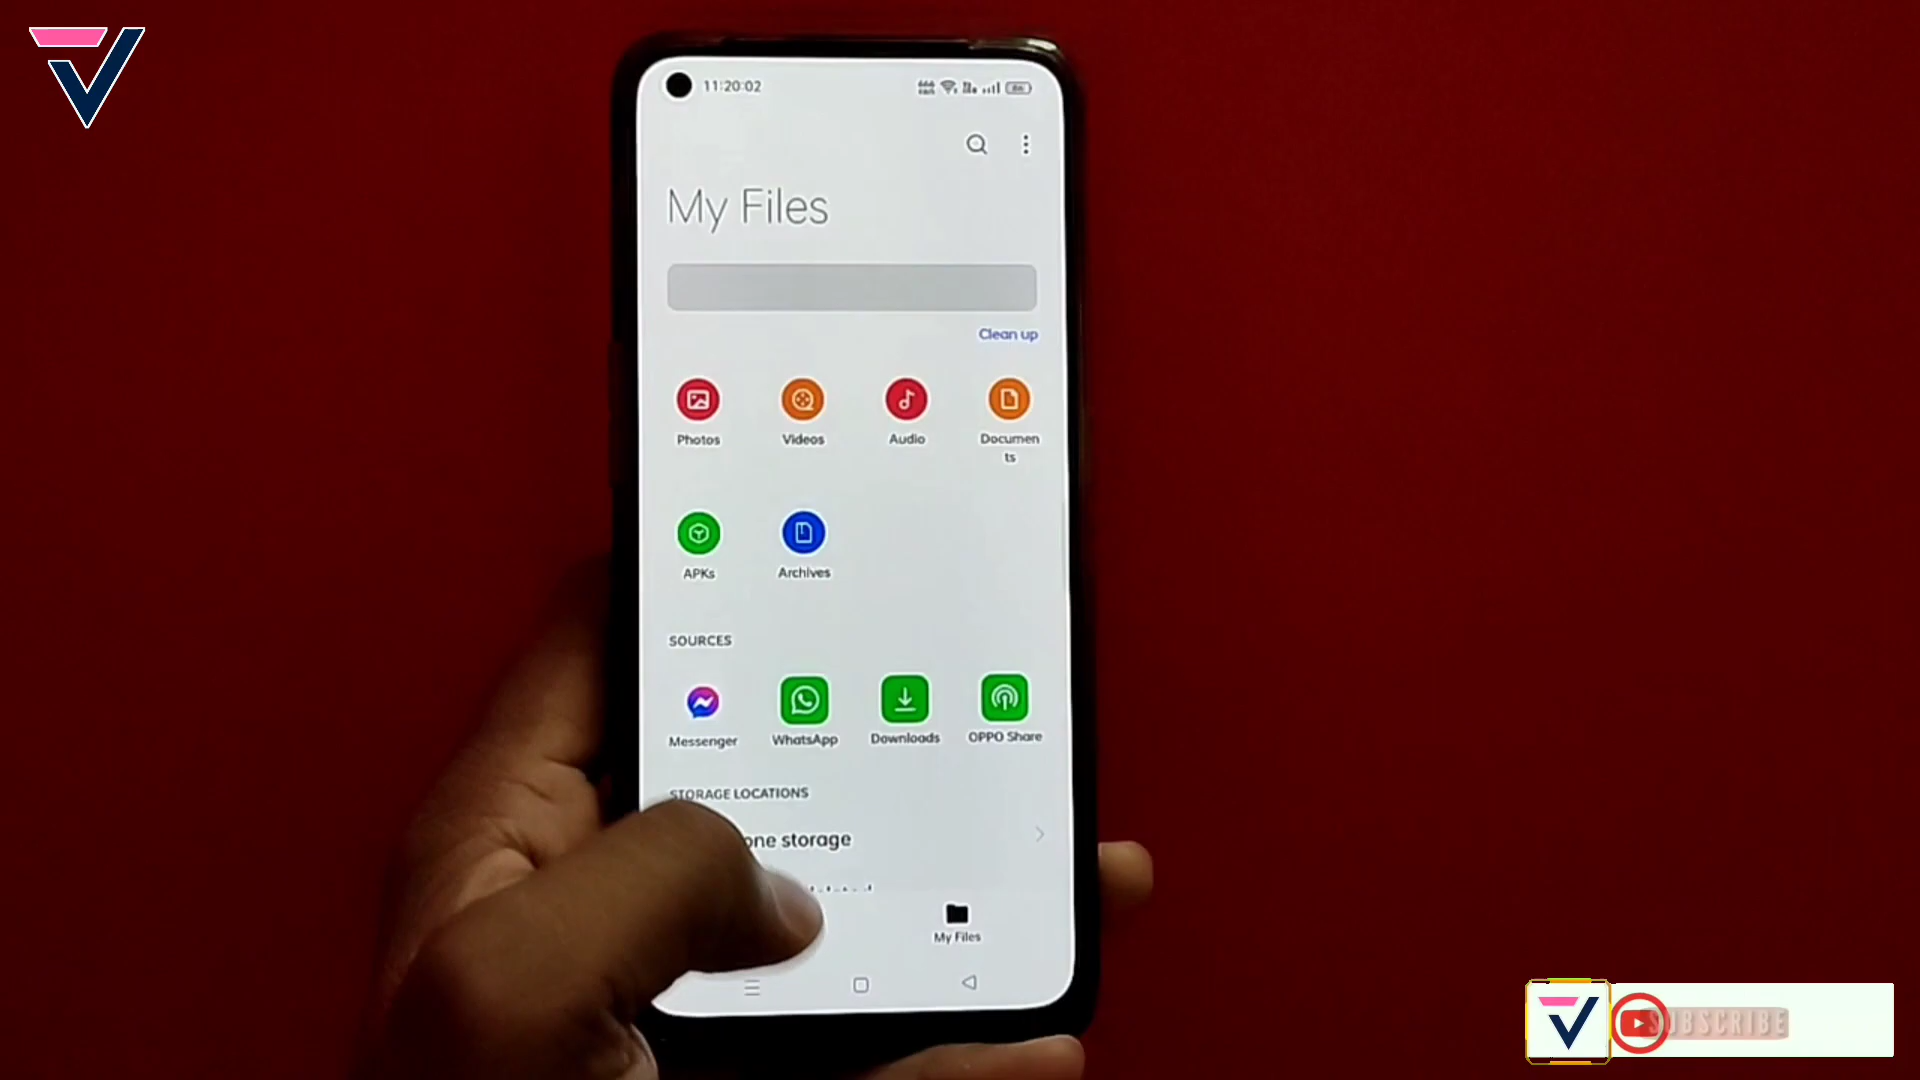 11:20:02
My Files
Clean up
Photos
Videos
Audio
Documen
ts
APKs
Archives
SOURCES
Messenger
WhatsApp
Downloads
OPPO Share
STORAGE LOCATIONS
one storage
My Files
SUBSCRIBE